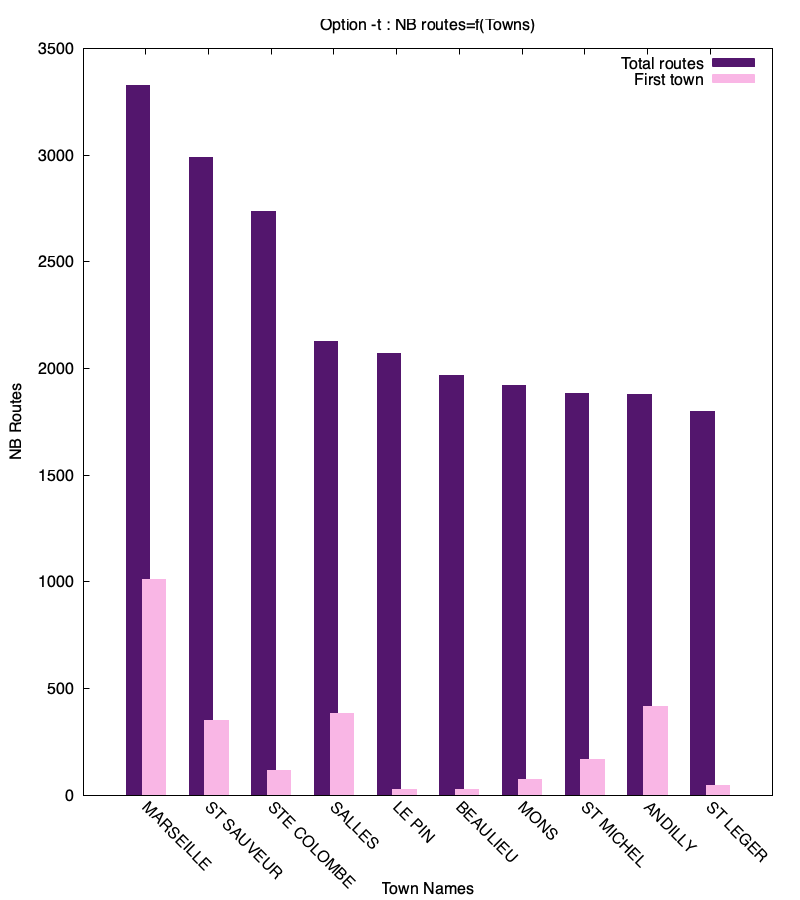 Option -t : NB routes=f(Towns)
Total routes
First town
3500
3000
2500
2000
1500
1000
500
0
NB Routes
MARSEILLE
ST SAUVEUR
STE COLOMBE
SALLES
LE PIN
BEAULIEU
MONS
ST MICHEL
ANDILLY
ST LEGER
Town Names